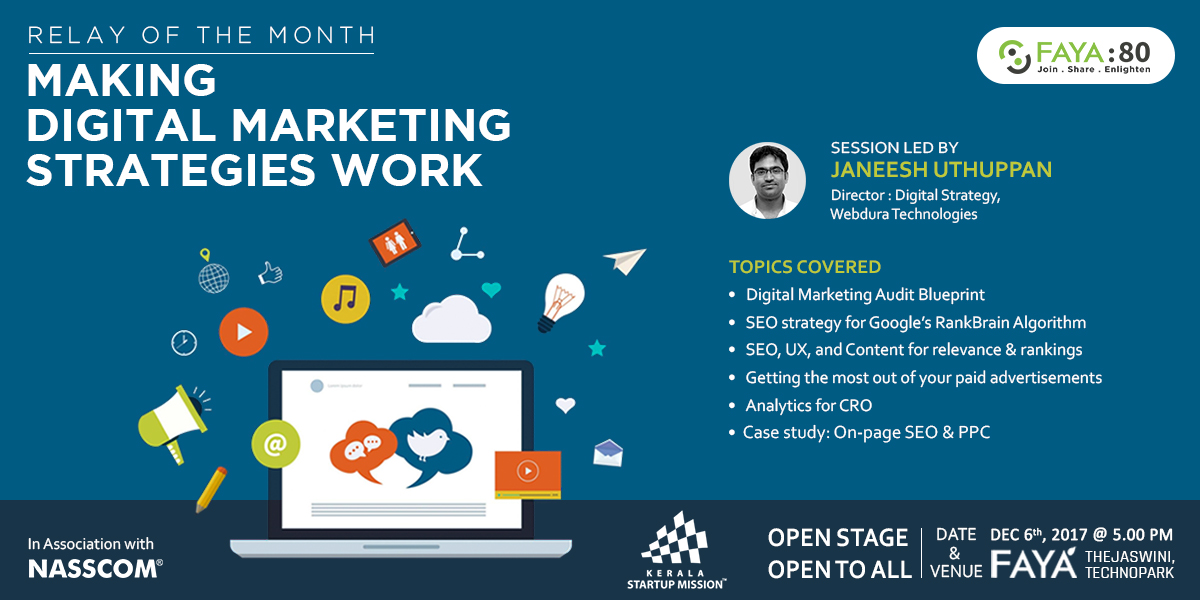 RELAY OF THE MONTH
MAKING
DIGITAL MARKETING
STRATEGIES WORK
FAYA:80
Join . Share . Enlighten
SESSION LED BY
JANEESH UTHUPPAN
Director : Digital Strategy,
Webdura Technologies
TOPICS COVERED
• Digital Marketing Audit Blueprint
• SEO strategy for Google's RankBrain Algorithm
• SEO, UX, and Content for relevance & rankings
• Getting the most out of your paid advertisements
• Analytics for CRO
• Case study: On-page SEO & PPC
@
In Association with
NASSCOM®
KERALA
STARTUP MISSION™
OPEN STAGE
OPEN TO ALL
DATE
&
VENUE
DEC 6th, 2017 @ 5.00 PM
FAYA
THEJASWINI,
TECHNOPARK